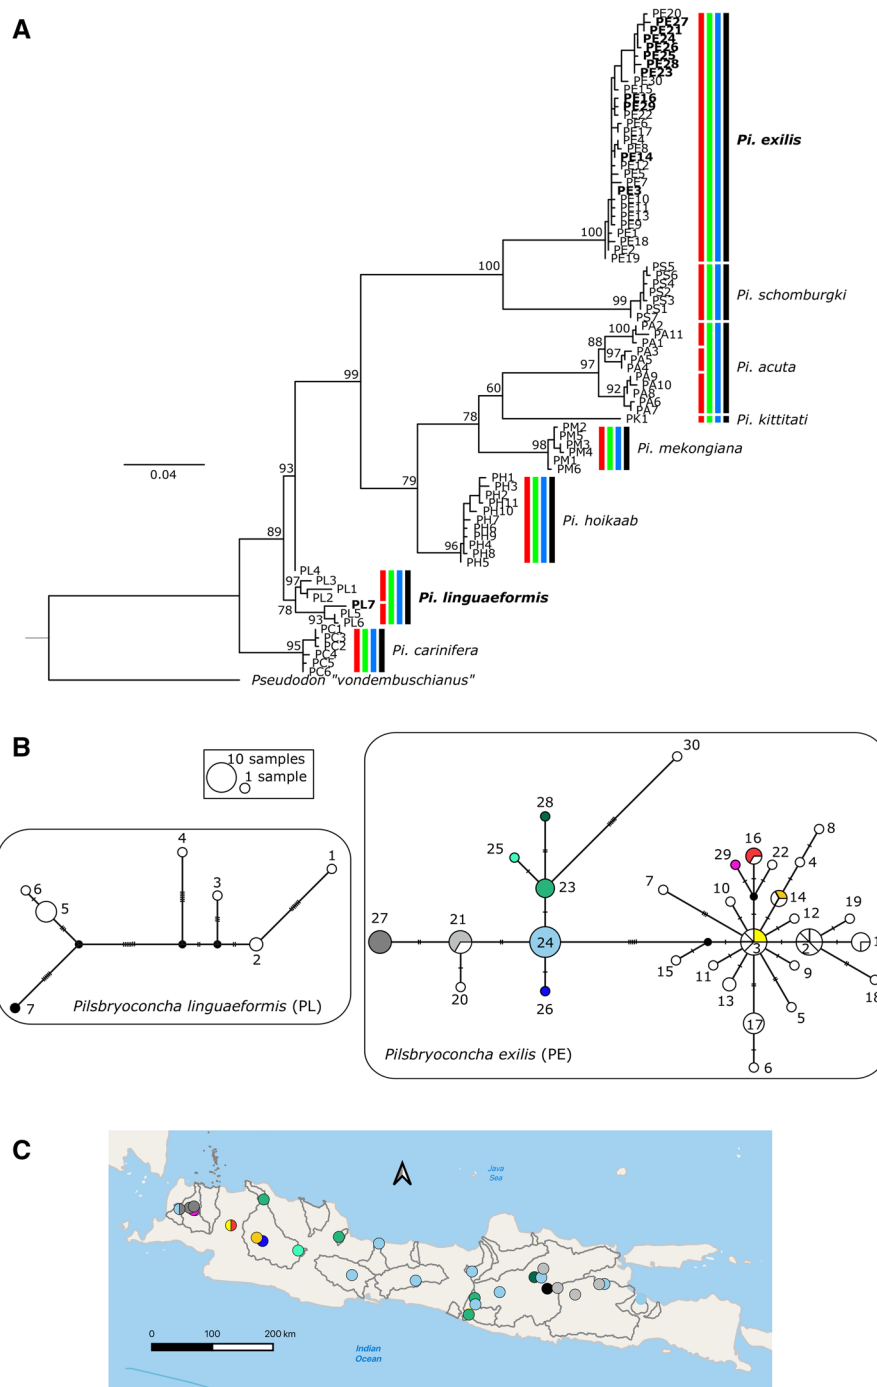 A
PE20
PE27
PE21
PE24
PE26
PE25
PE28
PE23
PE30
PE15
PE16
PE29
PE22
PE6
PE17
PE4
PE8
PE14
PE12
PE5
PE7
PE3
PE10
PE11
PE13
PE9
PE1
PE18
PE2
PE19
Pi. exilis
100
100
PS5
PS6
PS4
PS2
PS3
PS1
PS7
99
Pi. schomburgki
PA2
PA11
PA1
PA3
PA5
PA4
PA9
PA10
PA8
PA6
PA7
100
88
97
97
92
Pi. acuta
99
60
PK1
Pi. kittitati
78
PM2
PM5
PM3
PM4
PM1
PM6
98
Pi. mekongiana
0.04
93
79
PH1
PH3
PH2
PH11
PH10
PH7
PH6
PH9
PH4
PH8
PH5
96
Pi. hoikaab
89
PL4
PL3
PL1
PL2
PL7
PL5
PL6
97
78
93
Pi. linguaeformis
PC1
PC3
PC2
PC4
PC5
PC6
95
Pi. carinifera
Pseudodon "vondembuschianus"
B
10 samples
1 sample
4
1
6
3
5
2
7
Pilsbryoconcha linguaeformis (PL)
30
28
25
23
27
21
24
20
26
16
8
29
22
4
7
10
14
12
19
3
2
1
15
11
9
18
13
5
17
6
Pilsbryoconcha exilis (PE)
C
Java
Sea
0
100
200 km
Indian
Ocean